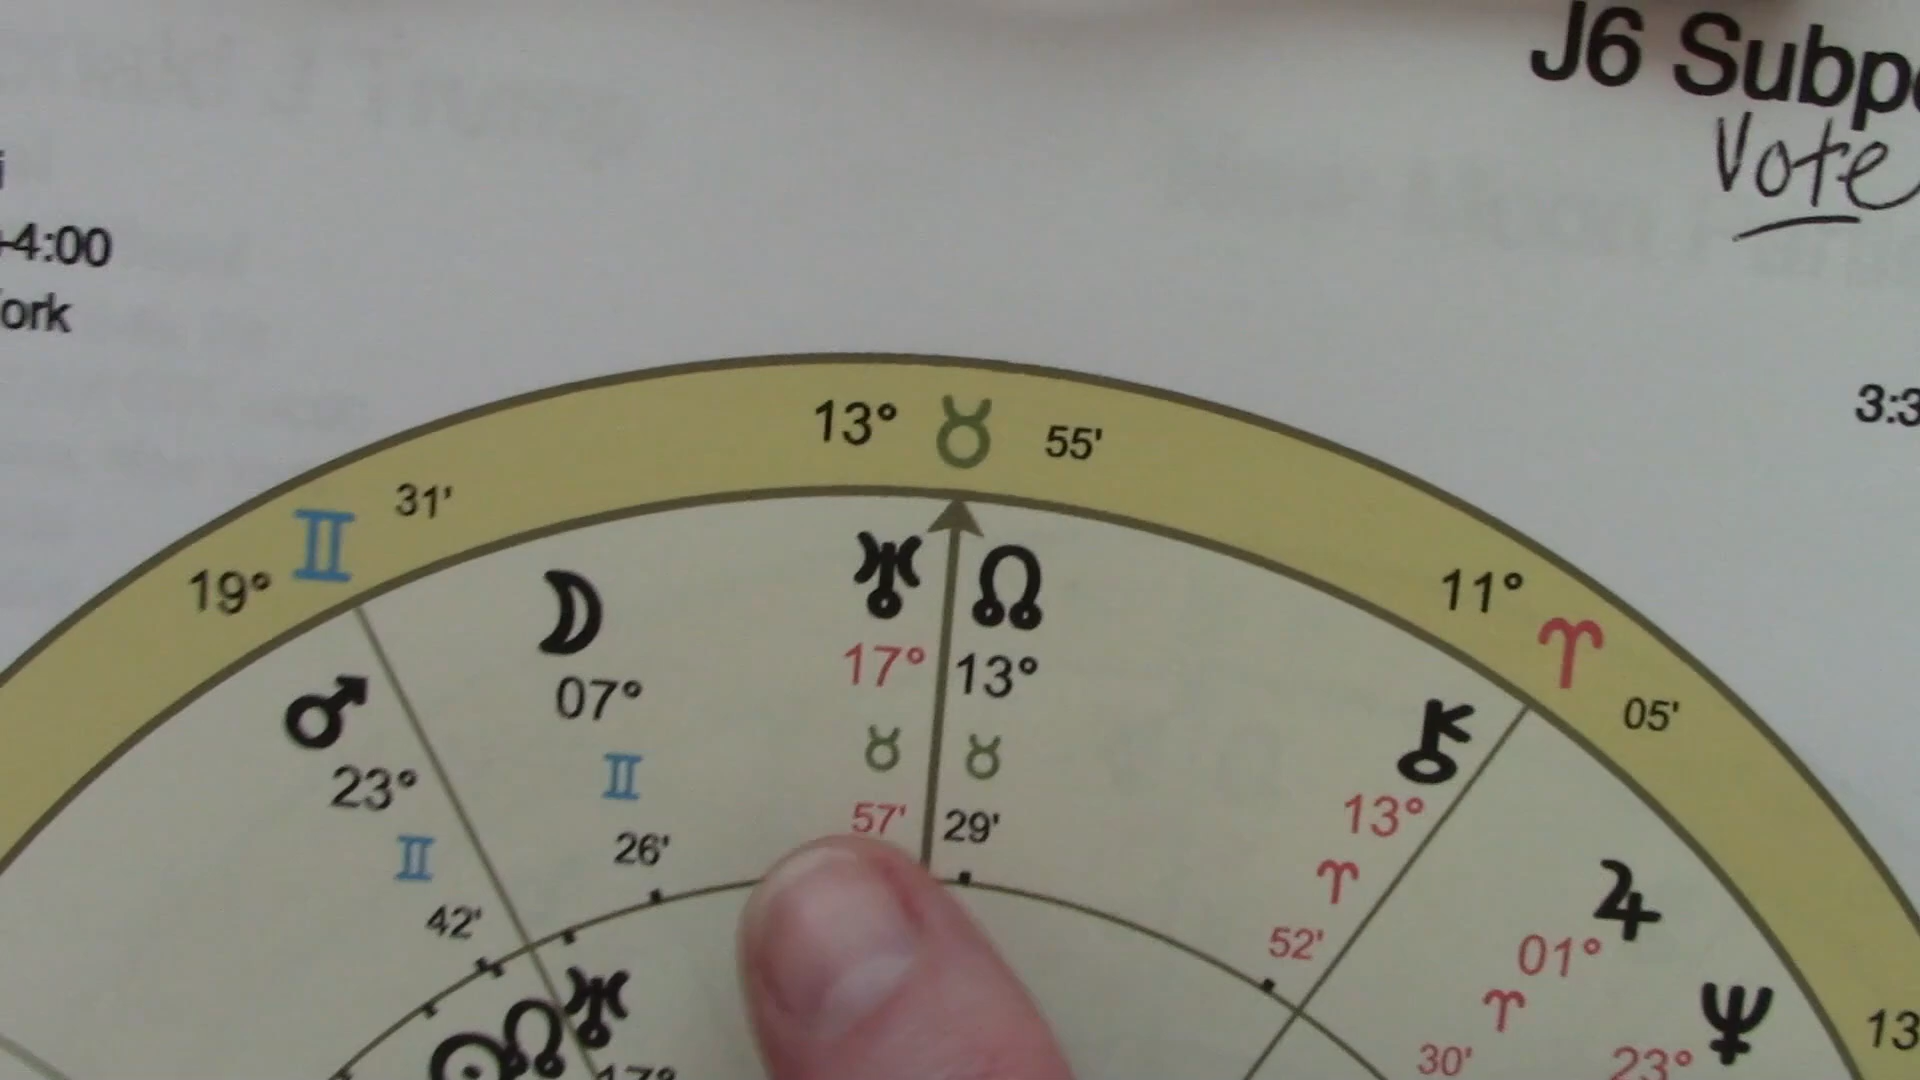 J6 Subp
Vote
i
-4:00
ork
3:3
13° ♉ 55'
19° ♊ 31'
11° ♈ 05'
♂ 23° ♊ 42'
☽ 07° ♊ 26'
♅ 17° ♉ 57'
☊ 13° ♉ 29'
⚷ 13° ♈ 52'
♃ 01° ♈ 30'
♆ 23°
13
☉ ☊ ♅
17°